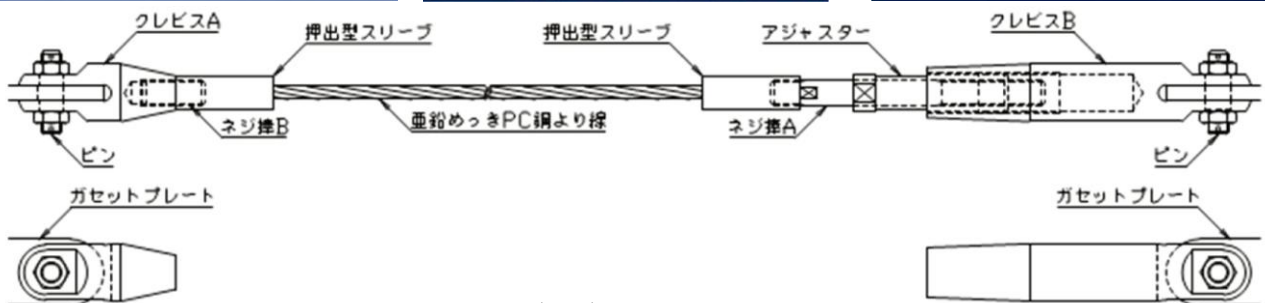 クレビスA
押出型スリーブ
押出型スリーブ
アジャスター
クレビスB
ネジ棒B
亜鉛めっきPC鋼より線
ネジ棒A
ピン
ピン
ガセットプレート
ガセットプレート